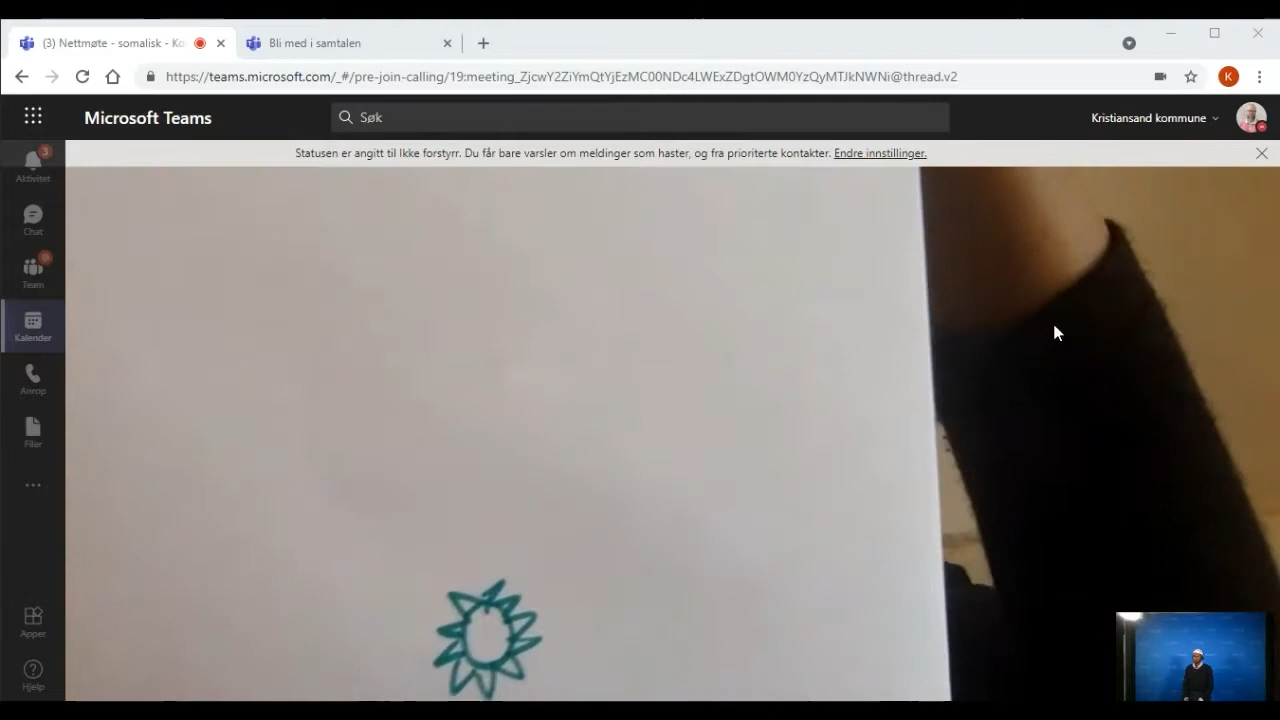 (3) Nettmøte - somalisk - Ko
Bli med i samtalen
https://teams.microsoft.com/_#/pre-join-calling/19:meeting_ZjcwY2ZiYmQtYjEzMC00NDc4LWExZDgtOWM0YzQyMTJkNWNi@thread.v2
K
Microsoft Teams
Søk
Kristiansand kommune
Statusen er angitt til Ikke forstyrr. Du får bare varsler om meldinger som haster, og fra prioriterte kontakter. Endre innstillinger.
3
Aktivitet
Chat
Team
Kalender
Anrop
Filer
Apper
Hjelp